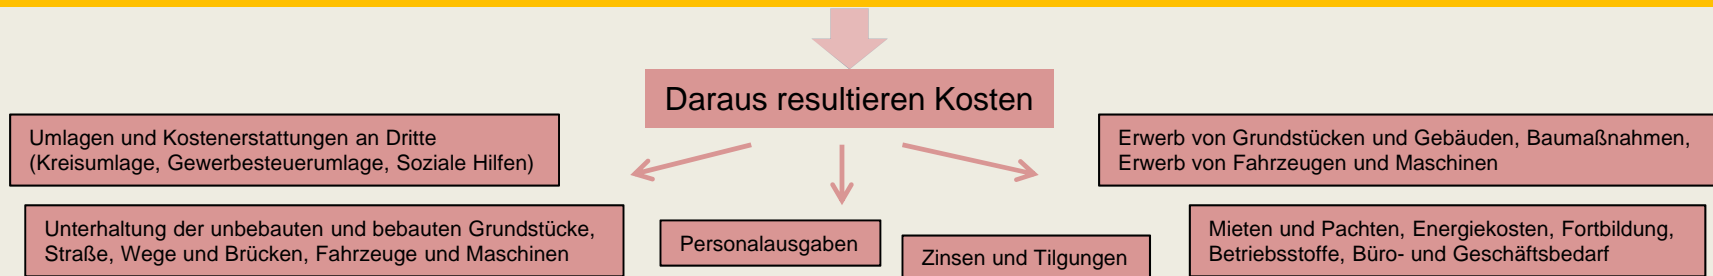 Daraus resultieren Kosten
Umlagen und Kostenerstattungen an Dritte
(Kreisumlage, Gewerbesteuerumlage, Soziale Hilfen)
Erwerb von Grundstücken und Gebäuden, Baumaßnahmen,
Erwerb von Fahrzeugen und Maschinen
Unterhaltung der unbebauten und bebauten Grundstücke,
Straße, Wege und Brücken, Fahrzeuge und Maschinen
Personalausgaben
Zinsen und Tilgungen
Mieten und Pachten, Energiekosten, Fortbildung,
Betriebsstoffe, Büro- und Geschäftsbedarf